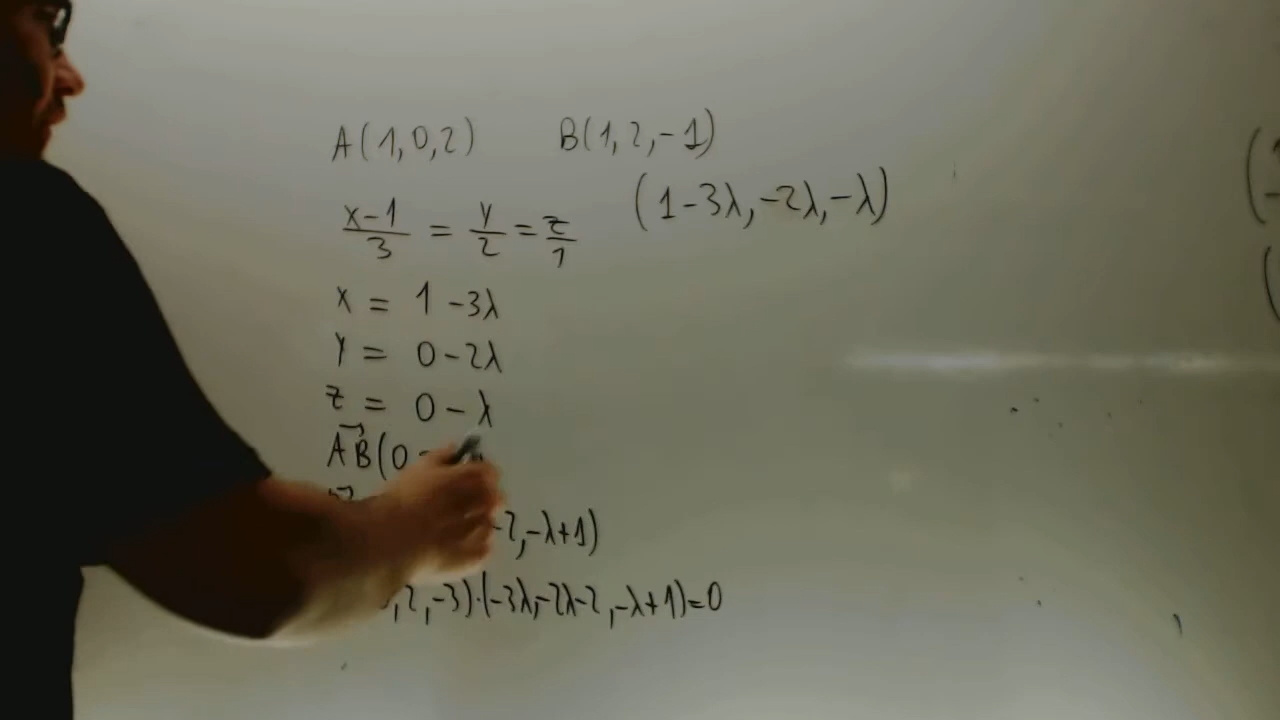 A(1,0,2) B(1,2,-1)
(x-1)/3 = y/2 = z/1 (1-3λ,-2λ,-λ)
x = 1-3λ
y = 0-2λ
z = 0-λ
AB(0
-2,-λ+1)
,2,-3)·(-3λ,-2λ-2,-λ+1)=0